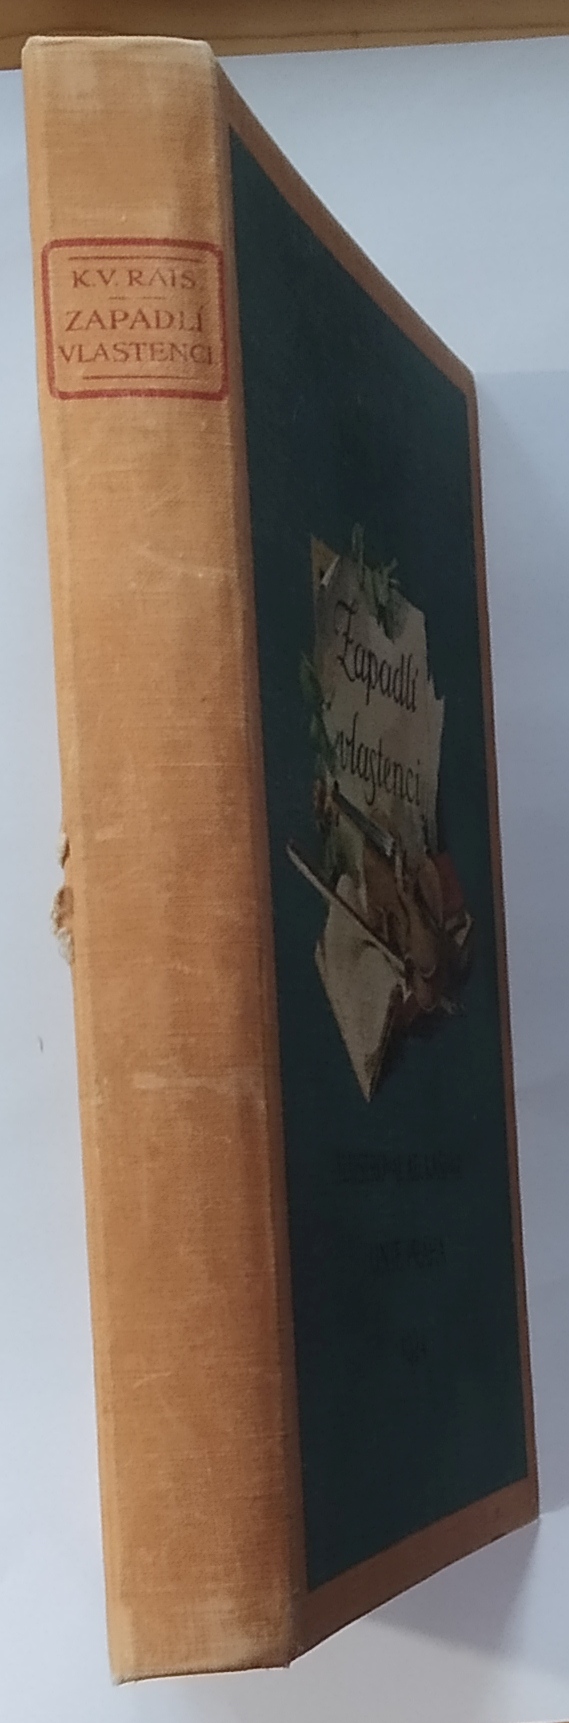 K.V. RAIS
ZAPADLÍ
VLASTENCI
Zapadlí
vlastenci